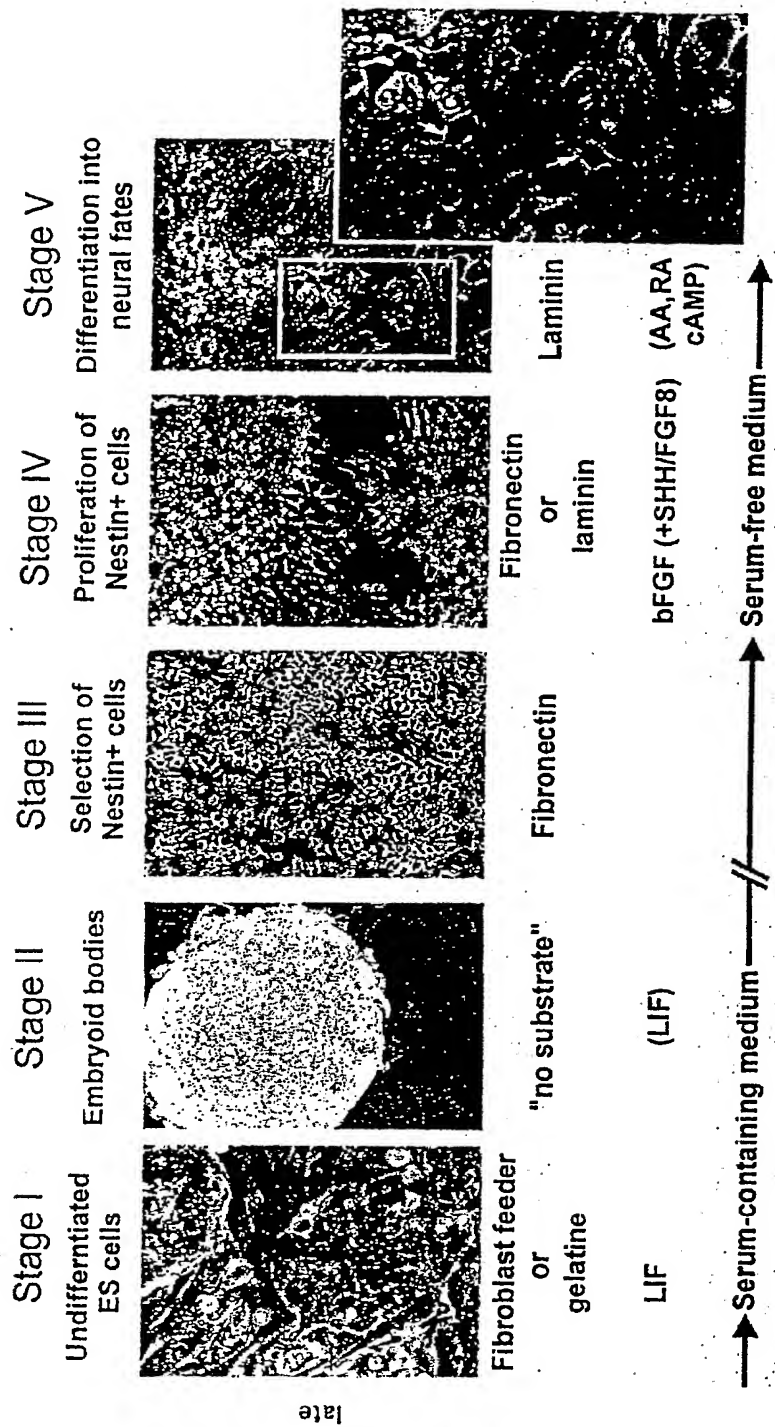 Stage I
Undifferntiated
ES cells
Stage II
Embryoid bodies
Stage III
Selection of
Nestin+ cells
Stage IV
Proliferation of
Nestin+ cells
Stage V
Differentiation into
neural fates
late
Fibroblast feeder
or
gelatine
"no substrate"
Fibronectin
Fibronectin
or
laminin
Laminin
LIF
(LIF)
bFGF (+SHH/FGF8)
(AA,RA
cAMP)
Serum-containing medium
Serum-free medium